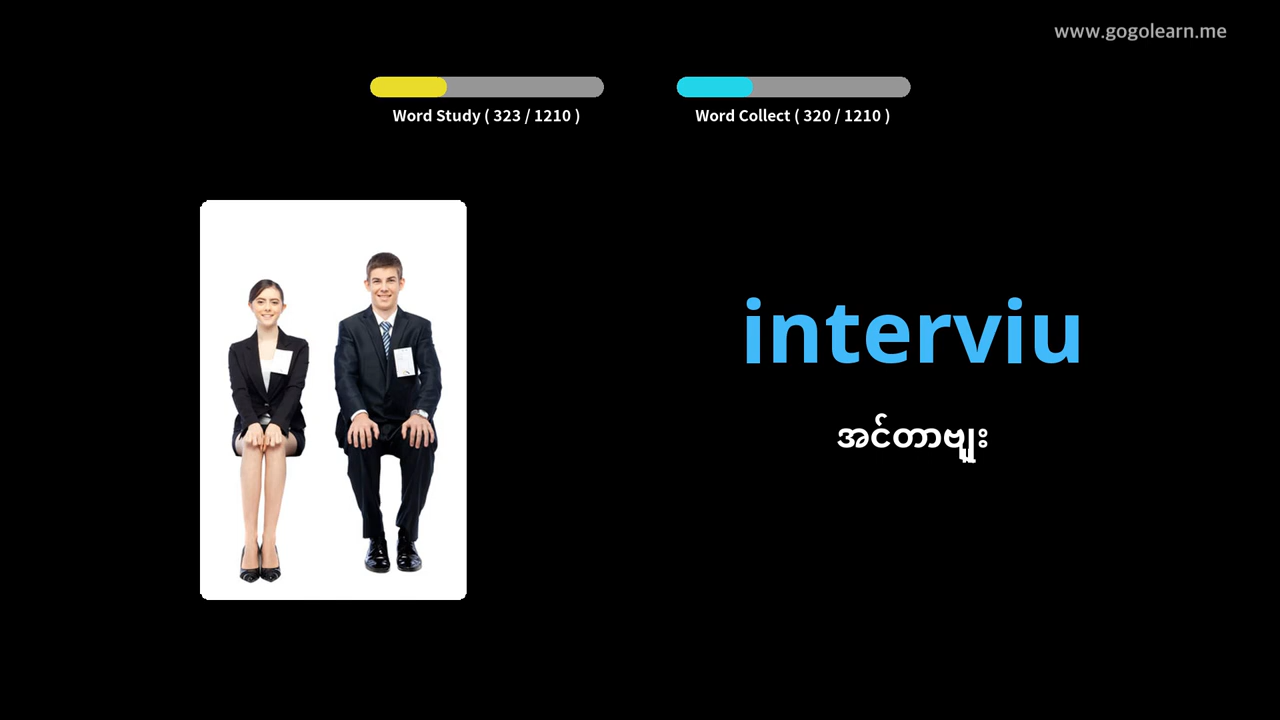 www.gogolearn.me
Word Study ( 323 / 1210 )
Word Collect ( 320 / 1210 )
interviu
အင်တာဗျူး